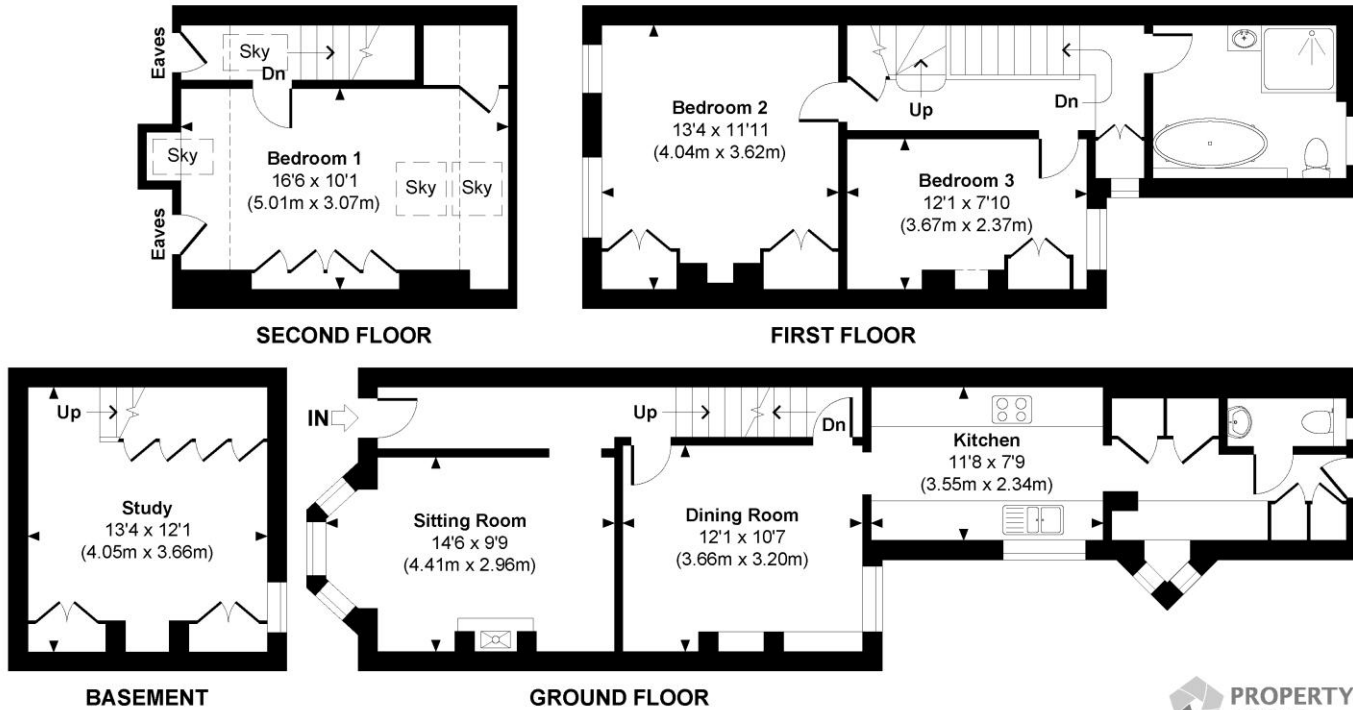 Eaves
Sky
Dn
Sky
Bedroom 1
16'6 x 10'1
(5.01m x 3.07m)
Sky
Sky
Eaves
SECOND FLOOR
Bedroom 2
13'4 x 11'11
(4.04m x 3.62m)
Up
Dn
Bedroom 3
12'1 x 7'10
(3.67m x 2.37m)
FIRST FLOOR
Up
Study
13'4 x 12'1
(4.05m x 3.66m)
BASEMENT
IN
Up
Dn
Sitting Room
14'6 x 9'9
(4.41m x 2.96m)
Dining Room
12'1 x 10'7
(3.66m x 3.20m)
Kitchen
11'8 x 7'9
(3.55m x 2.34m)
GROUND FLOOR
PROPERTY